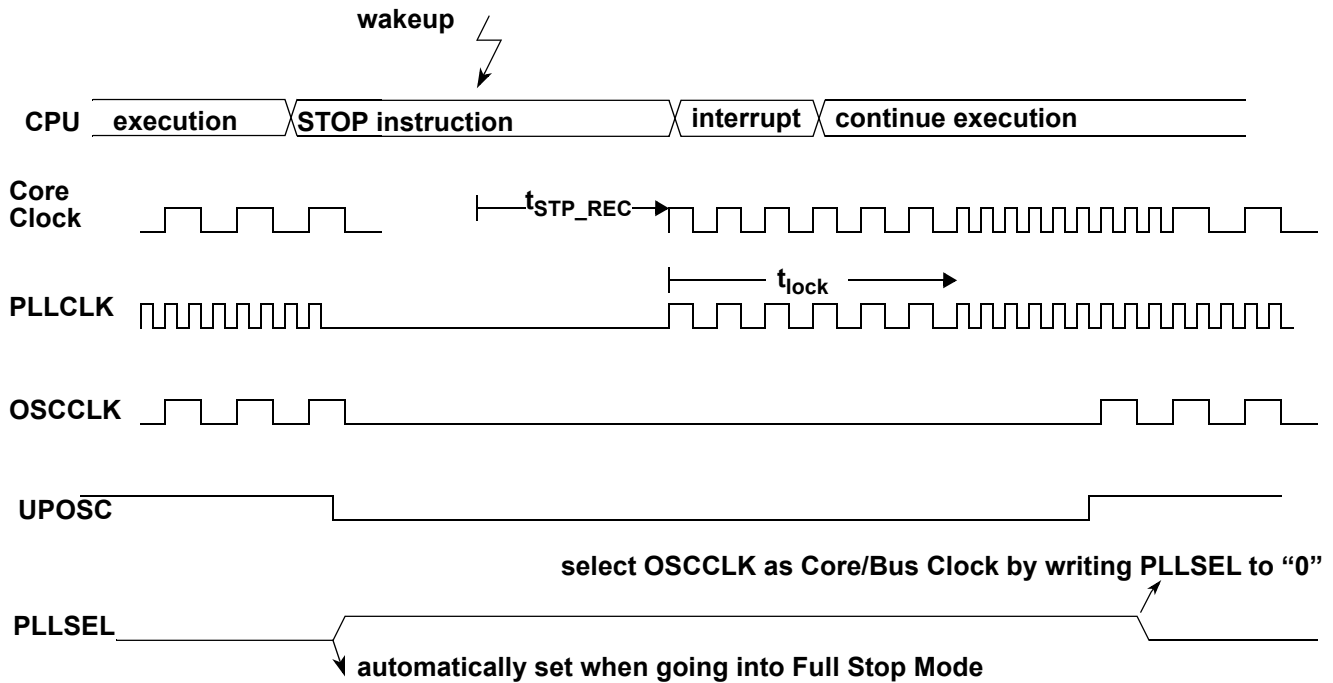 wakeup
CPU execution STOP instruction interrupt continue execution
Core
Clock
tSTP_REC
tlock
PLLCLK
OSCCLK
UPOSC
select OSCCLK as Core/Bus Clock by writing PLLSEL to “0”
PLLSEL
automatically set when going into Full Stop Mode